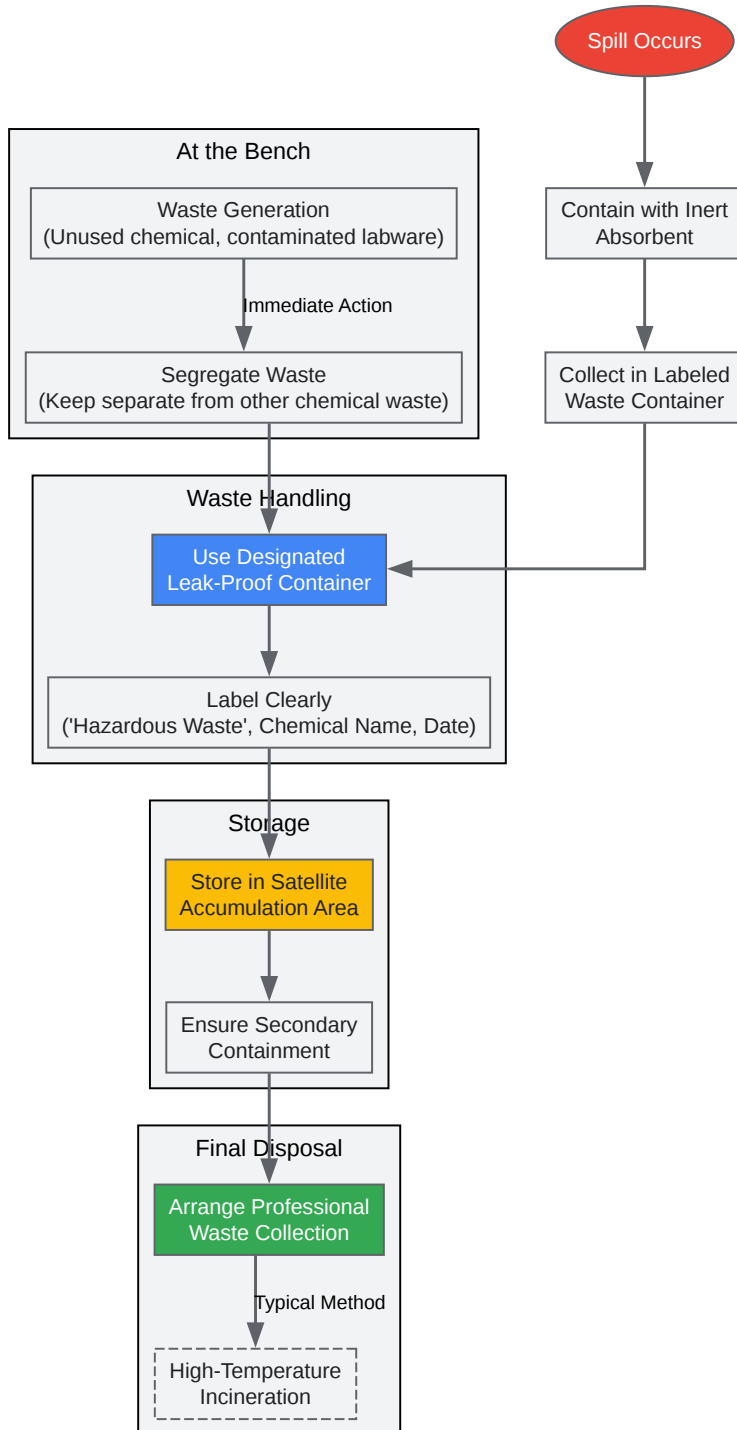 Spill Occurs
At the Bench
Waste Generation
(Unused chemical, contaminated labware)
Contain with Inert
Absorbent
Immediate Action
Segregate Waste
(Keep separate from other chemical waste)
Collect in Labeled
Waste Container
Waste Handling
Use Designated
Leak-Proof Container
Label Clearly
('Hazardous Waste', Chemical Name, Date)
Storage
Store in Satellite
Accumulation Area
Ensure Secondary
Containment
Final Disposal
Arrange Professional
Waste Collection
Typical Method
High-Temperature
Incineration